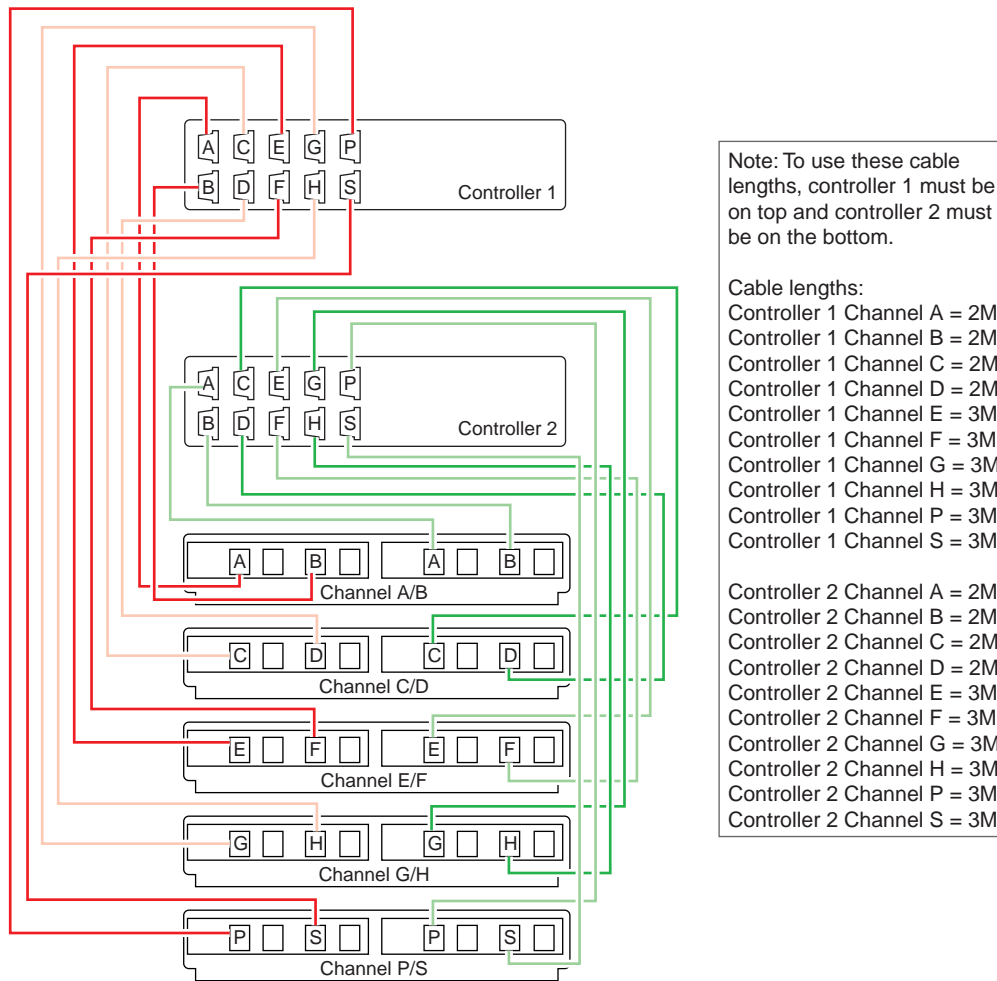 A C E G P
B D F H S
Controller 1
A C E G P
B D F H S
Controller 2
A B A B
Channel A/B
C D C D
Channel C/D
E F E F
Channel E/F
G H G H
Channel G/H
P S P S
Channel P/S
Note: To use these cable
lengths, controller 1 must be
on top and controller 2 must
be on the bottom.
Cable lengths:
Controller 1 Channel A = 2M
Controller 1 Channel B = 2M
Controller 1 Channel C = 2M
Controller 1 Channel D = 2M
Controller 1 Channel E = 3M
Controller 1 Channel F = 3M
Controller 1 Channel G = 3M
Controller 1 Channel H = 3M
Controller 1 Channel P = 3M
Controller 1 Channel S = 3M
Controller 2 Channel A = 2M
Controller 2 Channel B = 2M
Controller 2 Channel C = 2M
Controller 2 Channel D = 2M
Controller 2 Channel E = 3M
Controller 2 Channel F = 3M
Controller 2 Channel G = 3M
Controller 2 Channel H = 3M
Controller 2 Channel P = 3M
Controller 2 Channel S = 3M